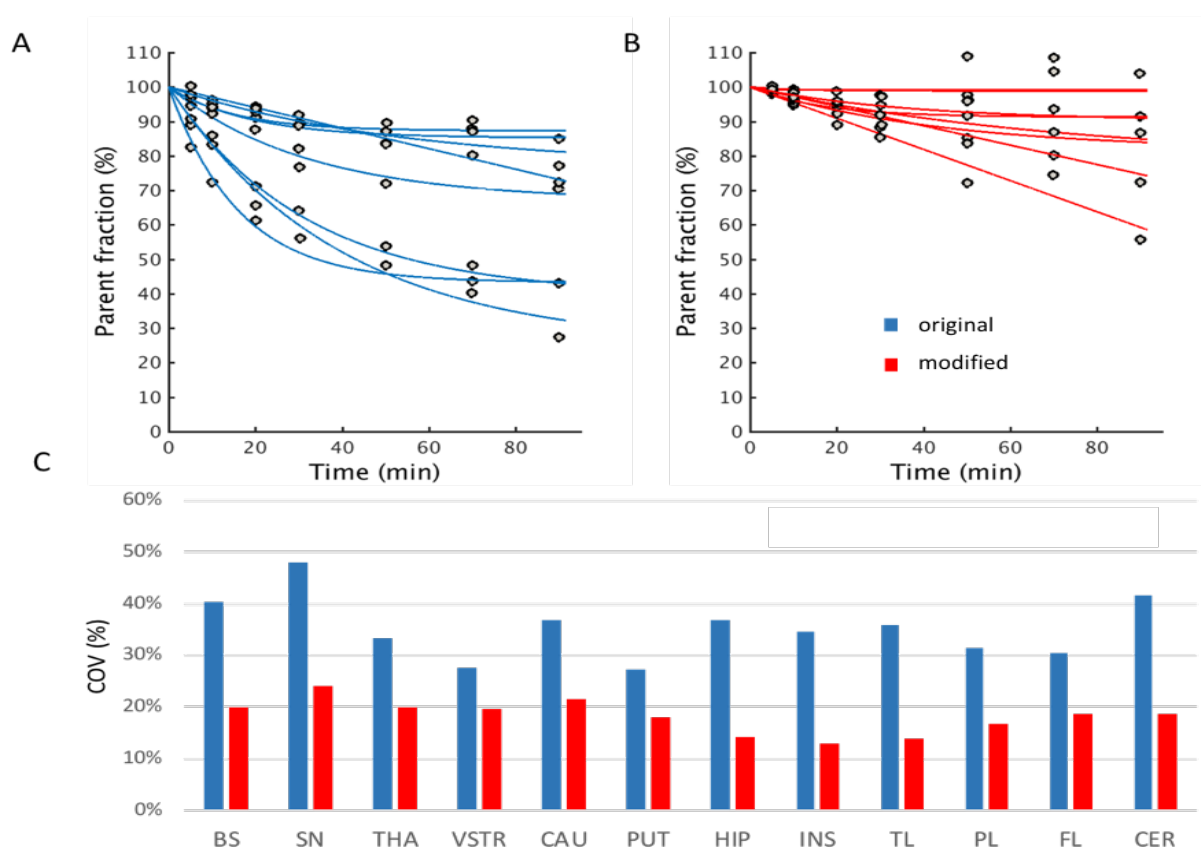 A
B
110
100
90
80
70
60
50
40
30
20
10
0
Parent fraction (%)
0 20 40 60 80
Time (min)
110
100
90
80
70
60
50
40
30
20
10
0
Parent fraction (%)
original
modified
0 20 40 60 80
Time (min)
C
60%
50%
40%
30%
20%
10%
0%
COV (%)
BS SN THA VSTR CAU PUT HIP INS TL PL FL CER